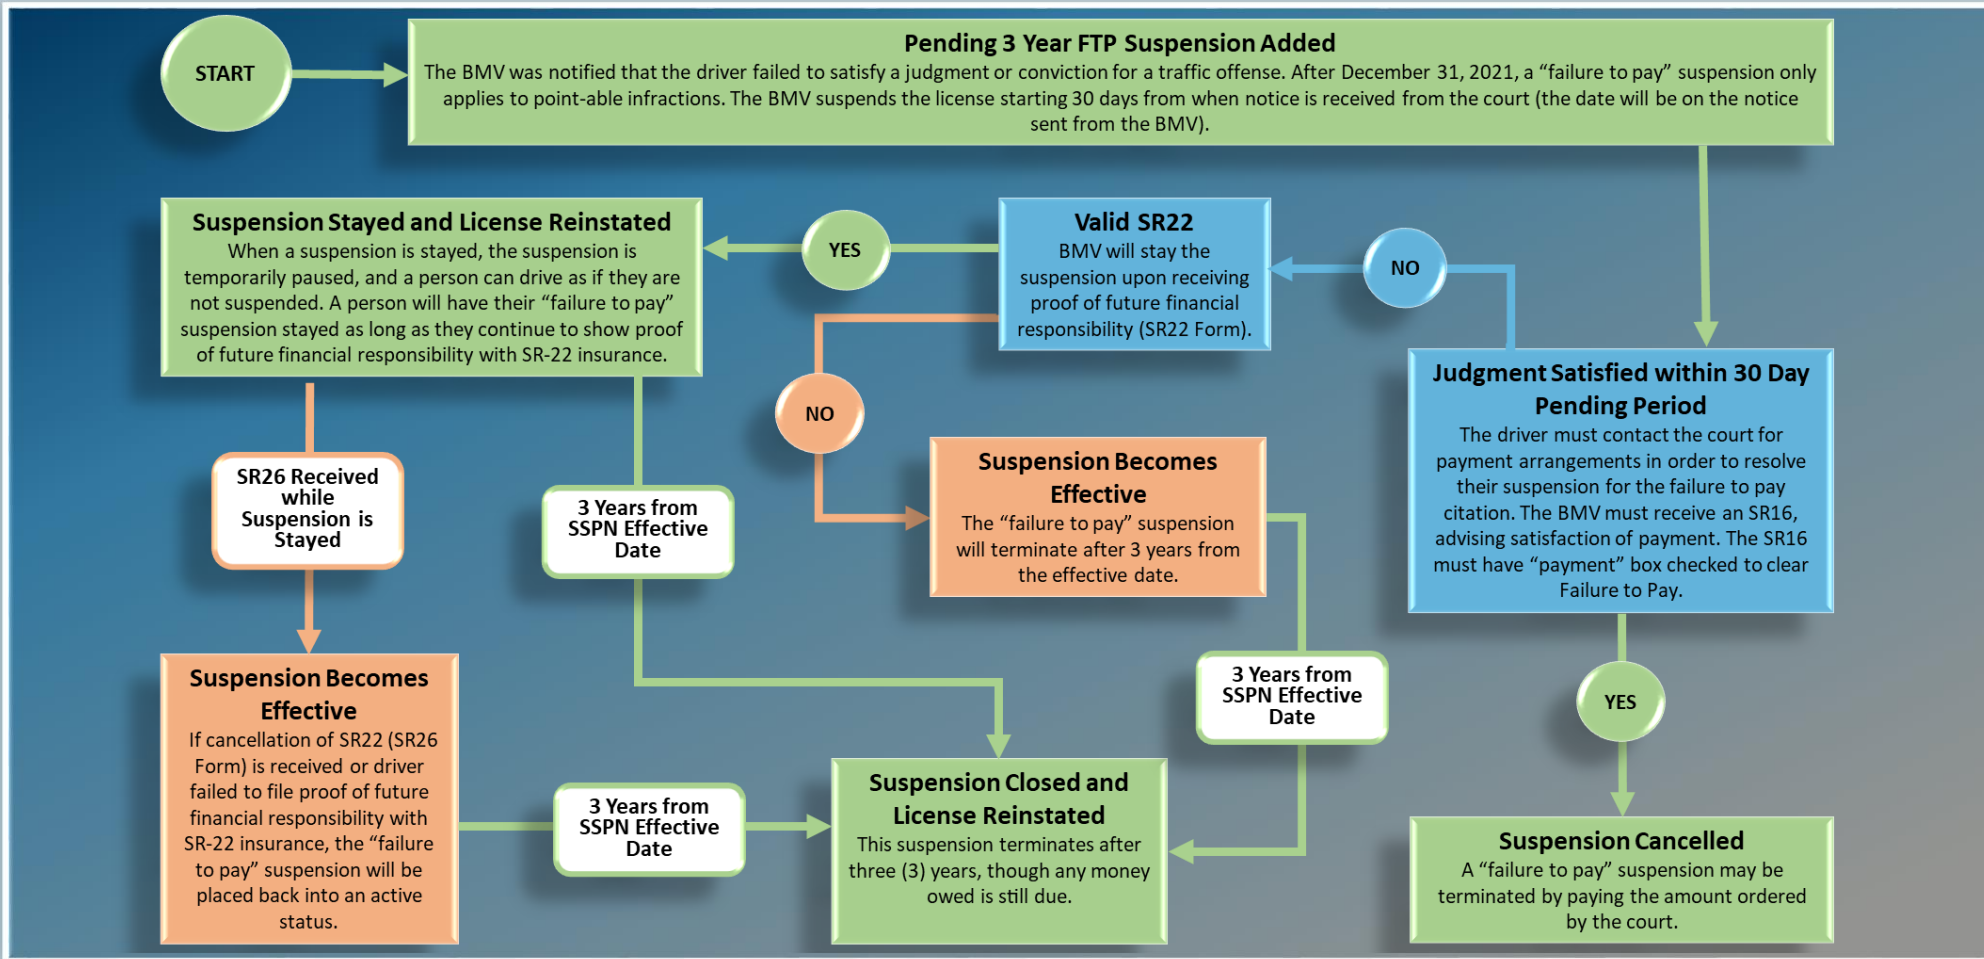 START
Pending 3 Year FTP Suspension Added
The BMV was notified that the driver failed to satisfy a judgment or conviction for a traffic offense. After December 31, 2021, a “failure to pay” suspension only
applies to point-able infractions. The BMV suspends the license starting 30 days from when notice is received from the court (the date will be on the notice
sent from the BMV).
Suspension Stayed and License Reinstated
When a suspension is stayed, the suspension is
temporarily paused, and a person can drive as if they are
not suspended. A person will have their “failure to pay”
suspension stayed as long as they continue to show proof
of future financial responsibility with SR-22 insurance.
YES
Valid SR22
BMV will stay the
suspension upon receiving
proof of future financial
responsibility (SR22 Form).
NO
Judgment Satisfied within 30 Day
Pending Period
The driver must contact the court for
payment arrangements in order to resolve
their suspension for the failure to pay
citation. The BMV must receive an SR16,
advising satisfaction of payment. The SR16
must have “payment” box checked to clear
Failure to Pay.
NO
SR26 Received
while
Suspension is
Stayed
3 Years from
SSPN Effective
Date
Suspension Becomes
Effective
The “failure to pay” suspension
will terminate after 3 years from
the effective date.
3 Years from
SSPN Effective
Date
YES
Suspension Becomes
Effective
If cancellation of SR22 (SR26
Form) is received or driver
failed to file proof of future
financial responsibility with
SR-22 insurance, the “failure
to pay” suspension will be
placed back into an active
status.
3 Years from
SSPN Effective
Date
Suspension Closed and
License Reinstated
This suspension terminates after
three (3) years, though any money
owed is still due.
Suspension Cancelled
A “failure to pay” suspension may be
terminated by paying the amount ordered
by the court.